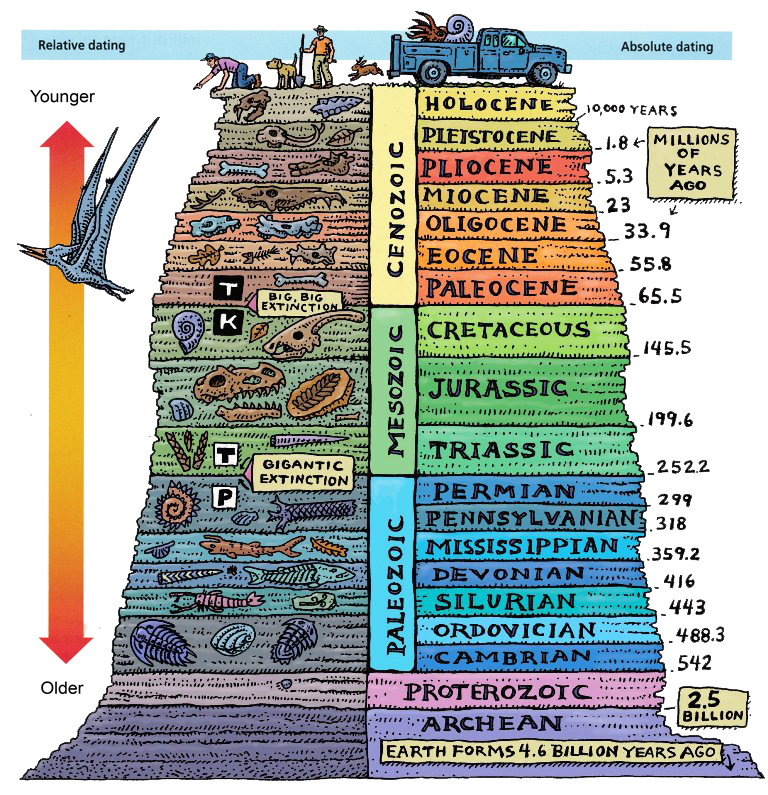 Relative dating
Absolute dating
Younger
HOLOCENE
10,000 YEARS
PLEISTOCENE
1.8
MILLIONS
OF
YEARS
AGO
PLIOCENE
5.3
MIOCENE
23
OLIGOCENE
33.9
EOCENE
55.8
PALEOCENE
65.5
CENOZOIC
T
BIG, BIG
EXTINCTION
K
CRETACEOUS
145.5
JURASSIC
199.6
TRIASSIC
252.2
MESOZOIC
T
GIGANTIC
EXTINCTION
P
PERMIAN
299
PENNSYLVANIAN
318
MISSISSIPPIAN
359.2
DEVONIAN
416
SILURIAN
443
ORDOVICIAN
488.3
CAMBRIAN
542
PALEOZOIC
Older
PROTEROZOIC
2.5
BILLION
ARCHEAN
EARTH FORMS 4.6 BILLION YEARS AGO